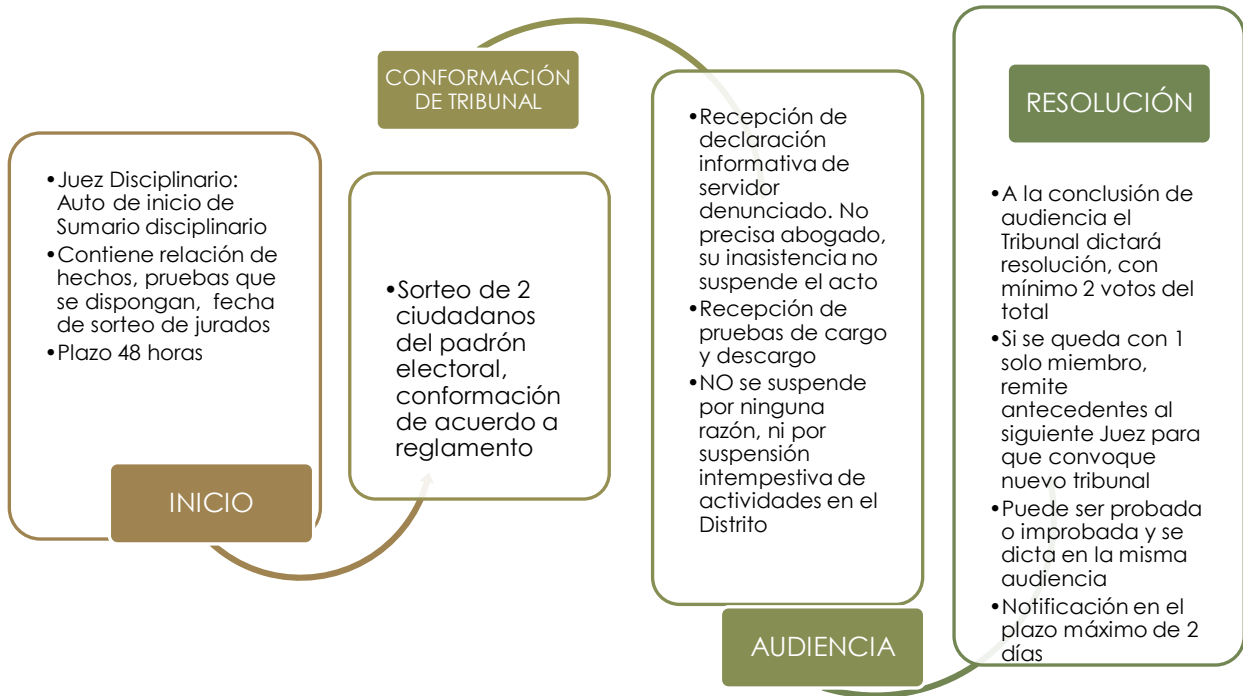 •Juez Disciplinario:
Auto de inicio de
Sumario disciplinario
•Contiene relación de
hechos, pruebas que
se dispongan, fecha
de sorteo de jurados
•Plazo 48 horas
INICIO
CONFORMACIÓN
DE TRIBUNAL
•Sorteo de 2
ciudadanos
del padrón
electoral,
conformación
de acuerdo a
reglamento
•Recepción de
declaración
informativa de
servidor
denunciado. No
precisa abogado,
su inasistencia no
suspende el acto
•Recepción de
pruebas de cargo
y descargo
•NO se suspende
por ninguna
razón, ni por
suspensión
intempestiva de
actividades en el
Distrito
AUDIENCIA
RESOLUCIÓN
•A la conclusión de
audiencia el
Tribunal dictará
resolución, con
mínimo 2 votos del
total
•Si se queda con 1
solo miembro,
remite
antecedentes al
siguiente Juez para
que convoque
nuevo tribunal
•Puede ser probada
o improbada y se
dicta en la misma
audiencia
•Notificación en el
plazo máximo de 2
días